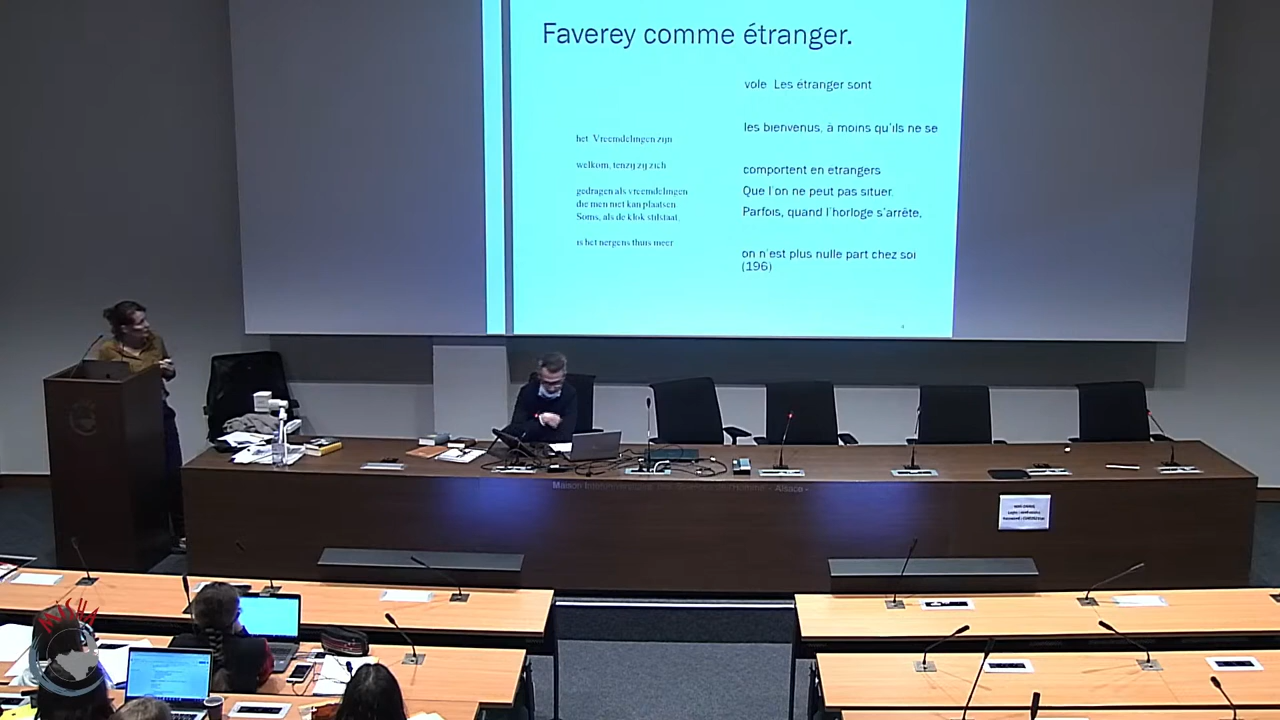 Faverey comme étranger.
het Vreemdelingen zijn
welkom, tenzij zij zich
gedragen als vreemdelingen
die men niet kan plaatsen
Soms, als de klok stilstaat,
is het nergens thuis meer
vole Les étranger sont
les bienvenus, à moins qu'ils ne se
comportent en etrangers
Que l'on ne peut pas situer.
Parfois, quand l'horloge s'arrête,
on n'est plus nulle part chez soi
(196)
MISHA